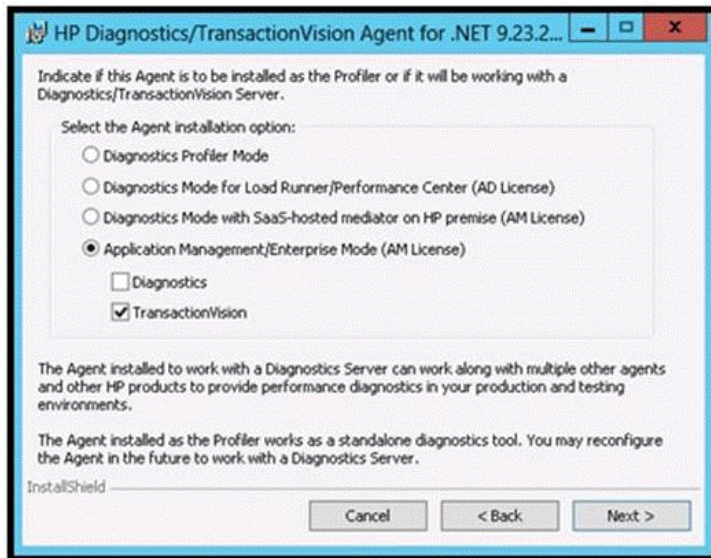 HP Diagnostics/TransactionVision Agent for .NET 9.23.2...
Indicate if this Agent is to be installed as the Profiler or if it will be working with a
Diagnostics/TransactionVision Server.
Select the Agent installation option:
Diagnostics Profiler Mode
Diagnostics Mode for Load Runner/Performance Center (AD License)
Diagnostics Mode with SaaS-hosted mediator on HP premise (AM License)
Application Management/Enterprise Mode (AM License)
Diagnostics
TransactionVision
The Agent installed to work with a Diagnostics Server can work along with multiple other agents
and other HP products to provide performance diagnostics in your production and testing
environments.
The Agent installed as the Profiler works as a standalone diagnostics tool. You may reconfigure
the Agent in the future to work with a Diagnostics Server.
InstallShield
Cancel
< Back
Next >